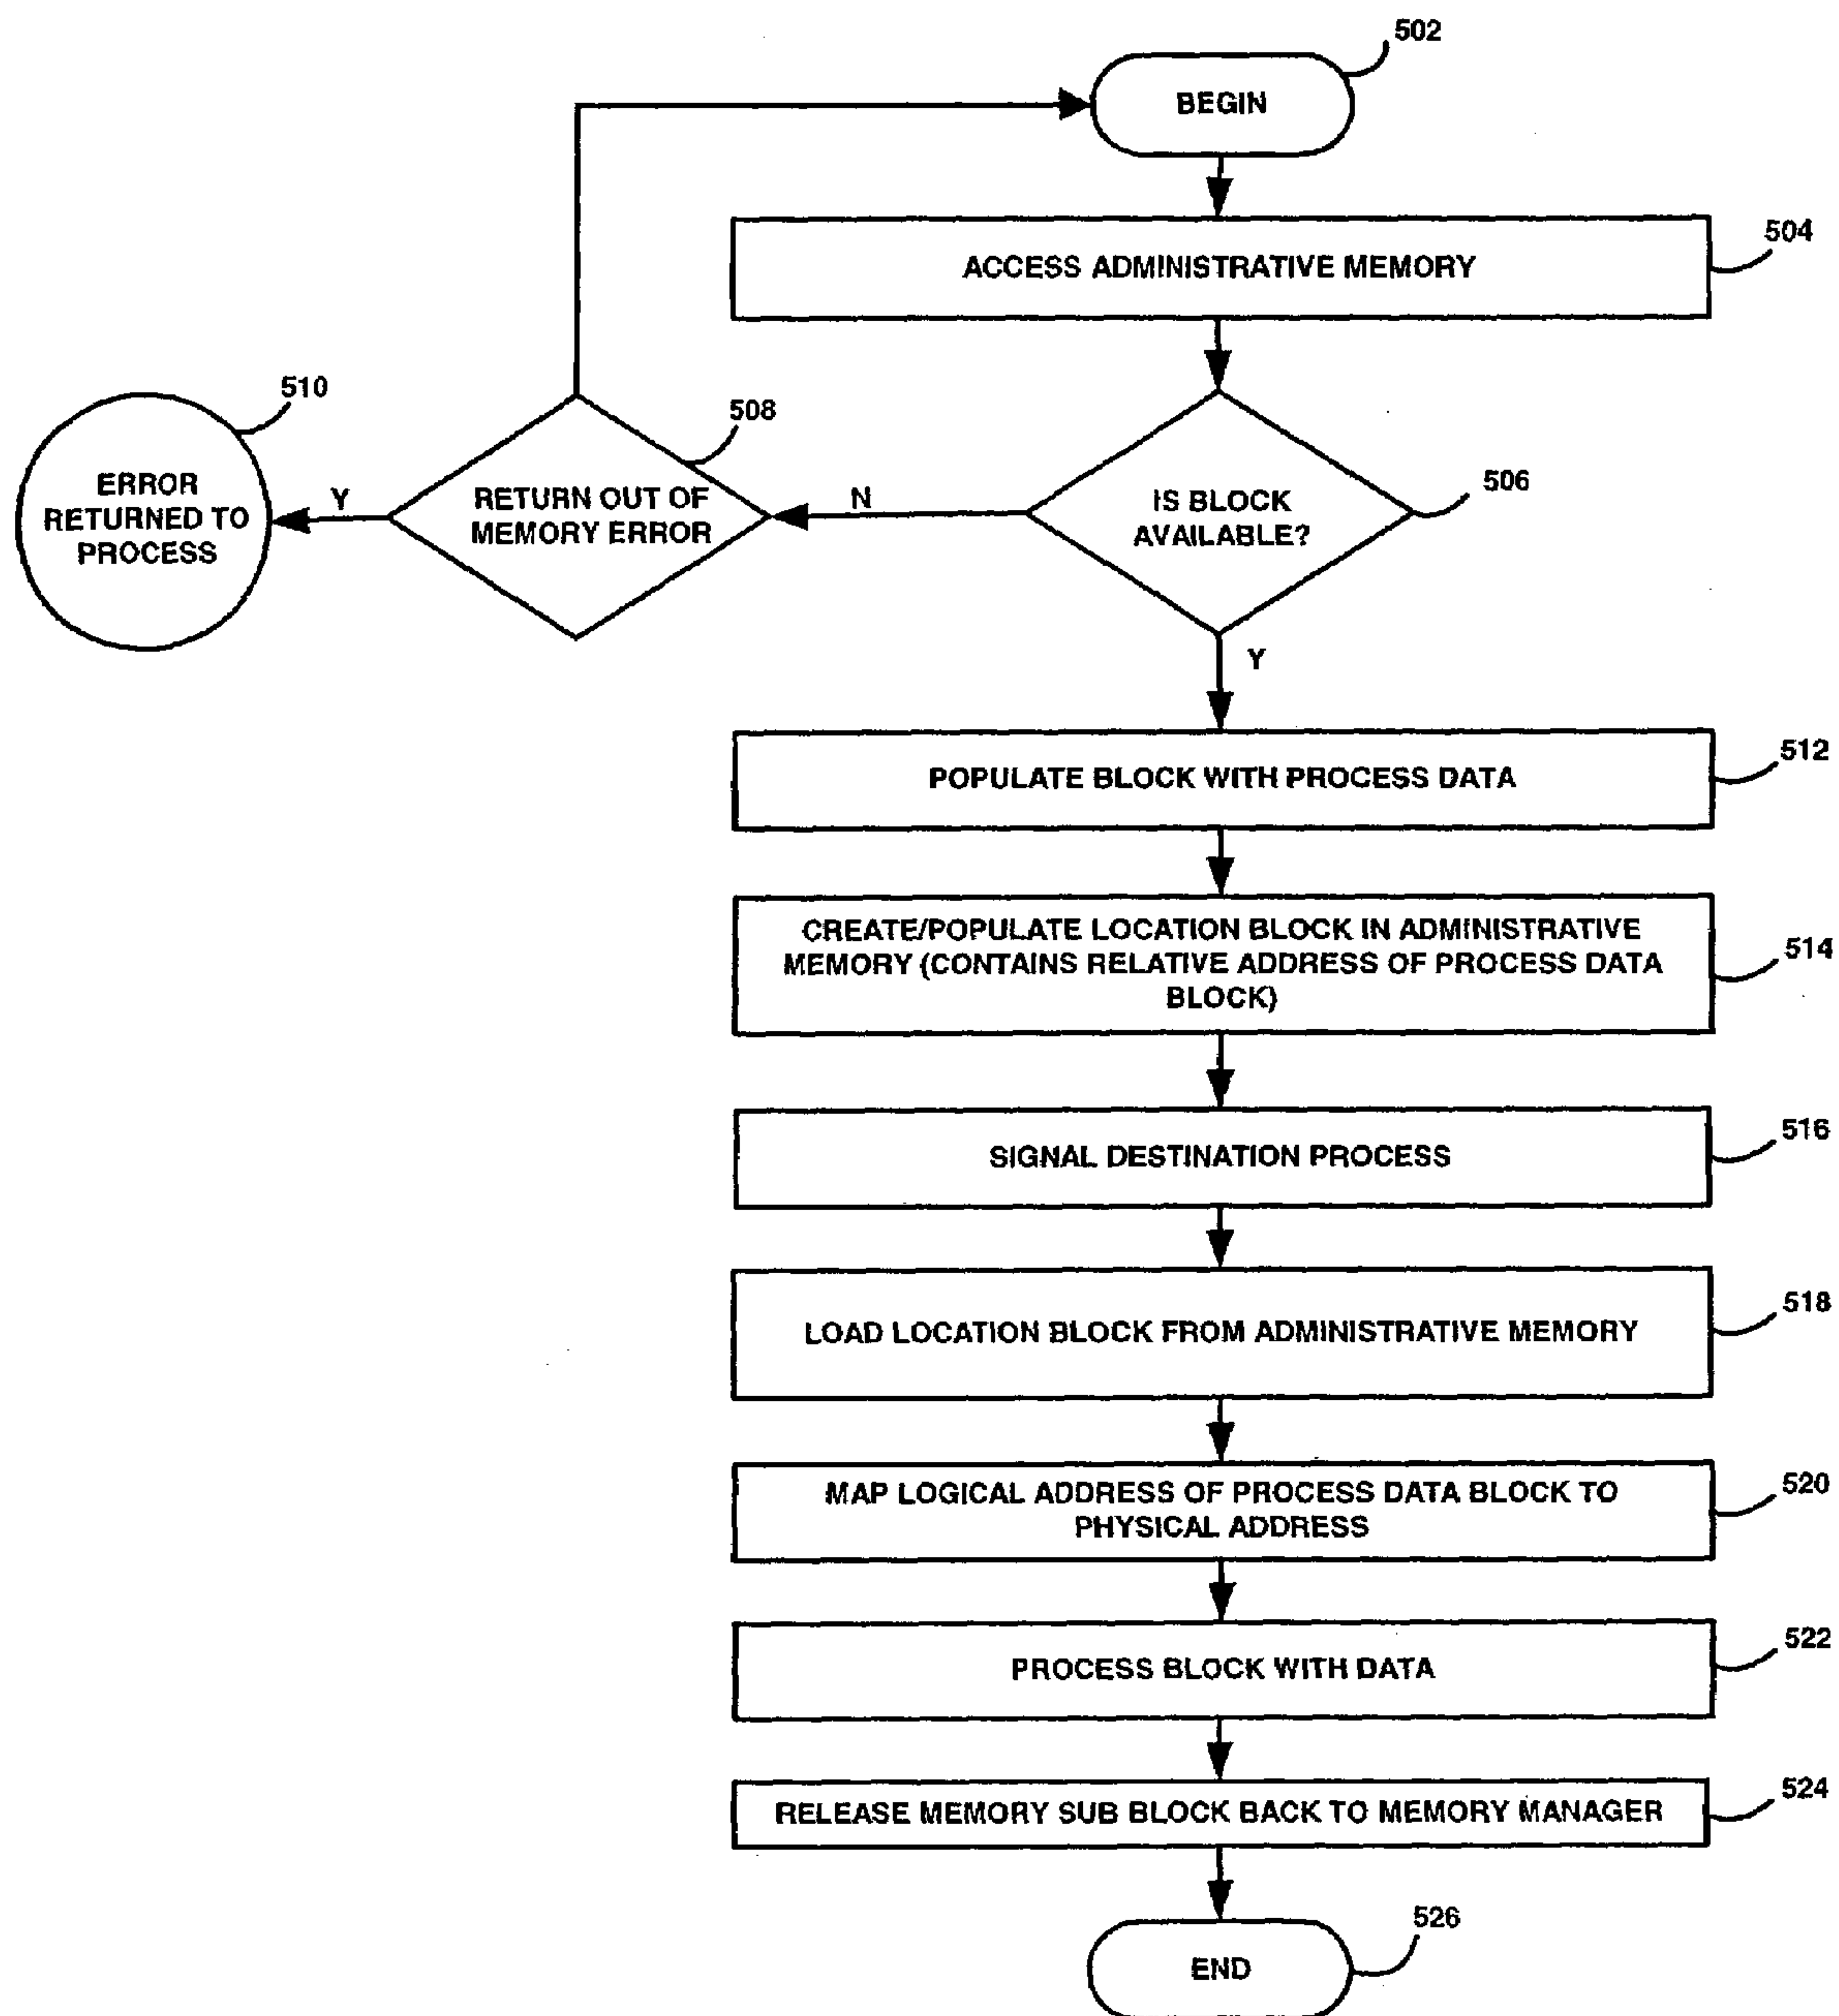 502
BEGIN
504
ACCESS ADMINISTRATIVE MEMORY
510
ERROR
RETURNED TO
PROCESS
Y
508
RETURN OUT OF
MEMORY ERROR
N
506
IS BLOCK
AVAILABLE?
Y
512
POPULATE BLOCK WITH PROCESS DATA
514
CREATE/POPULATE LOCATION BLOCK IN ADMINISTRATIVE
MEMORY (CONTAINS RELATIVE ADDRESS OF PROCESS DATA
BLOCK)
516
SIGNAL DESTINATION PROCESS
518
LOAD LOCATION BLOCK FROM ADMINISTRATIVE MEMORY
520
MAP LOGICAL ADDRESS OF PROCESS DATA BLOCK TO
PHYSICAL ADDRESS
522
PROCESS BLOCK WITH DATA
524
RELEASE MEMORY SUB BLOCK BACK TO MEMORY MANAGER
526
END